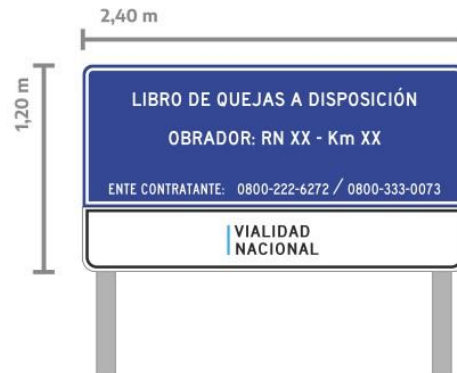 2,40 m
1,20 m
LIBRO DE QUEJAS A DISPOSICIÓN
OBRADOR: RN XX - Km XX
ENTE CONTRATANTE: 0800-222-6272 / 0800-333-0073
VIALIDAD
NACIONAL